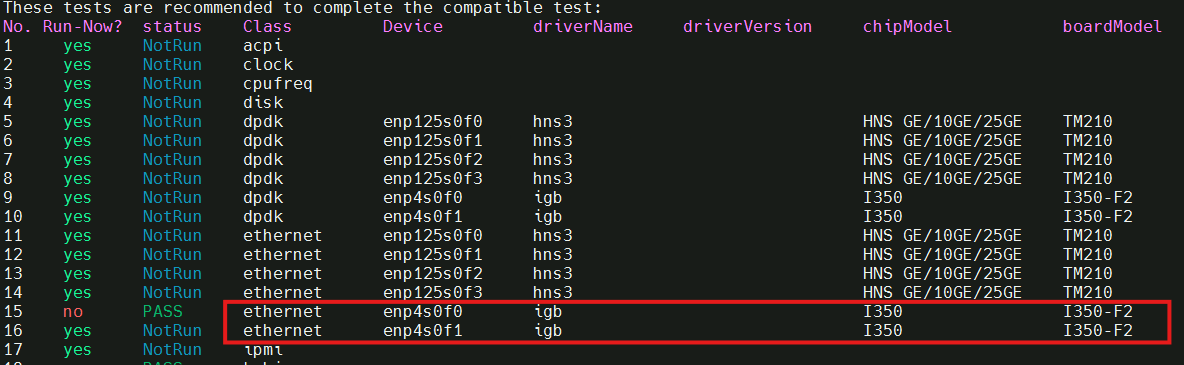 These tests are recommended to complete the compatible test:
No. Run-Now? status Class Device driverName driverVersion chipModel boardModel
1 yes NotRun acpi
2 yes NotRun clock
3 yes NotRun cpufreq
4 yes NotRun disk
5 yes NotRun dpdk enp125s0f0 hns3 HNS GE/10GE/25GE TM210
6 yes NotRun dpdk enp125s0f1 hns3 HNS GE/10GE/25GE TM210
7 yes NotRun dpdk enp125s0f2 hns3 HNS GE/10GE/25GE TM210
8 yes NotRun dpdk enp125s0f3 hns3 HNS GE/10GE/25GE TM210
9 yes NotRun dpdk enp4s0f0 igb I350 I350-F2
10 yes NotRun dpdk enp4s0f1 igb I350 I350-F2
11 yes NotRun ethernet enp125s0f0 hns3 HNS GE/10GE/25GE TM210
12 yes NotRun ethernet enp125s0f1 hns3 HNS GE/10GE/25GE TM210
13 yes NotRun ethernet enp125s0f2 hns3 HNS GE/10GE/25GE TM210
14 yes NotRun ethernet enp125s0f3 hns3 HNS GE/10GE/25GE TM210
15 no PASS ethernet enp4s0f0 igb I350 I350-F2
16 yes NotRun ethernet enp4s0f1 igb I350 I350-F2
17 yes NotRun ipmi